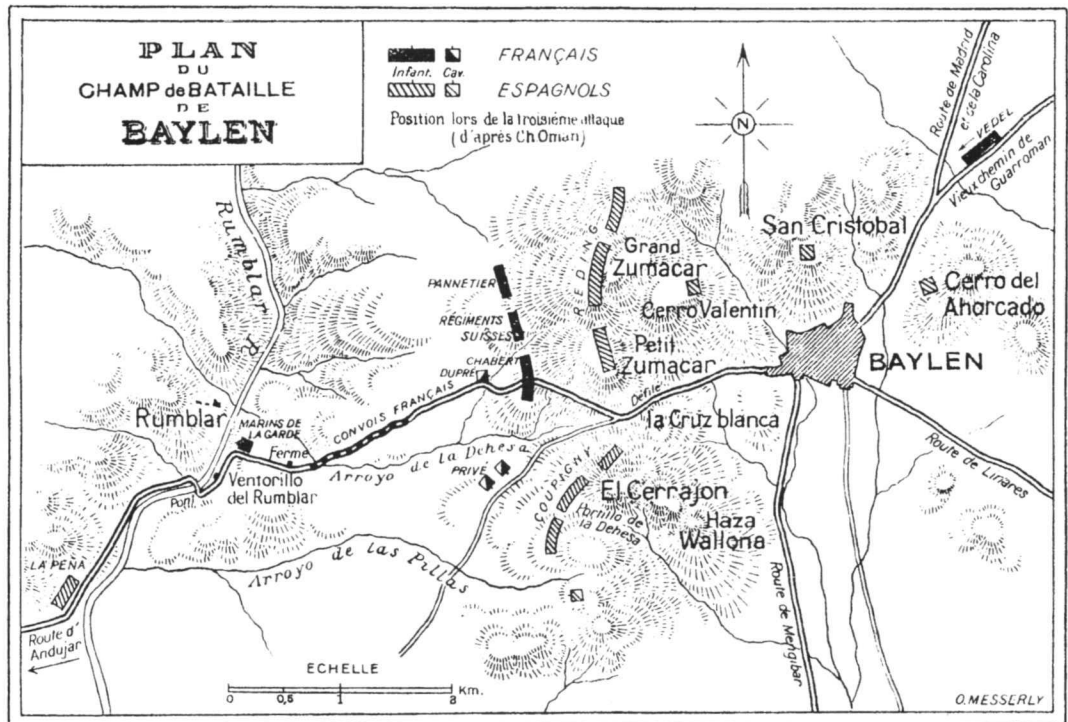 PLAN
DU
CHAMP de BATAILLE
DE
BAYLEN
FRANÇAIS
Infant. Cav.
ESPAGNOLS
Position lors de la troisième attaque
(d'après Ch Oman)
N
Route de Madrid
et de la Carolina
VEDEL
Vieux chemin de
Guarroman
Rumblar R.
REDING
Grand
Zumacar
San Cristobal
Cerro Valentin
Cerro del
Ahorcado
PANNETIER
RÉGIMENTS
SUISSES
CHABERT
DUPRÉ
Petit
Zumacar
BAYLEN
Défilé
CONVOIS FRANÇAIS
Rumblar
MARINS DE
LA GARDE
Ferme
la Cruz blanca
Arroyo de la Dehesa
PRIVÉ
Route de Linares
Pont
Ventorillo
del Rumblar
COUPAGNY
El Cerrajon
Portillo de
la Dehesa
Haza
Wallona
LA PEÑA
Arroyo de las Pillas
Route de Mengibar
Route d'
Andujar
ECHELLE
0 0,5 1 2 Km.
O. MESSERLY